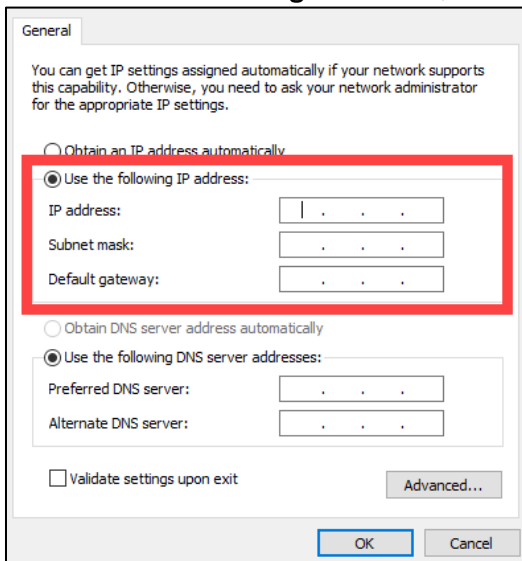 General
You can get IP settings assigned automatically if your network supports
this capability. Otherwise, you need to ask your network administrator
for the appropriate IP settings.
Obtain an IP address automatically
Use the following IP address:
IP address:
. . .
Subnet mask:
. . .
Default gateway:
. . .
Obtain DNS server address automatically
Use the following DNS server addresses:
Preferred DNS server:
. . .
Alternate DNS server:
. . .
Validate settings upon exit
Advanced...
OK
Cancel